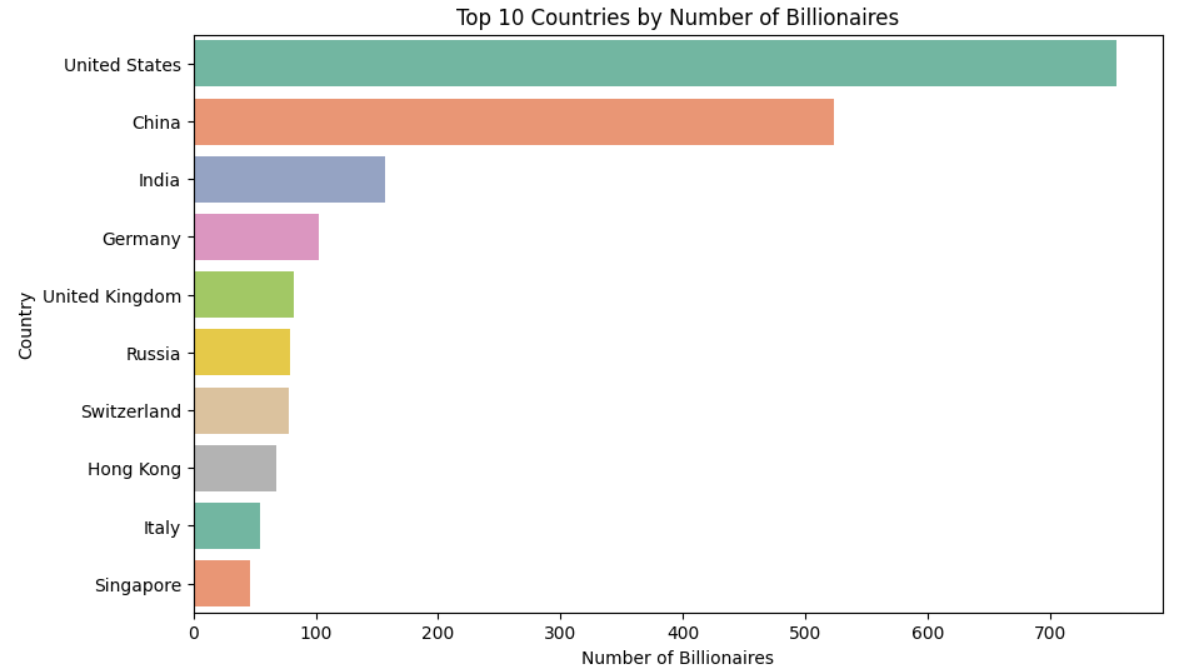 Top 10 Countries by Number of Billionaires
United States
China
India
Germany
United Kingdom
Russia
Switzerland
Hong Kong
Italy
Singapore
Country
0 100 200 300 400 500 600 700
Number of Billionaires